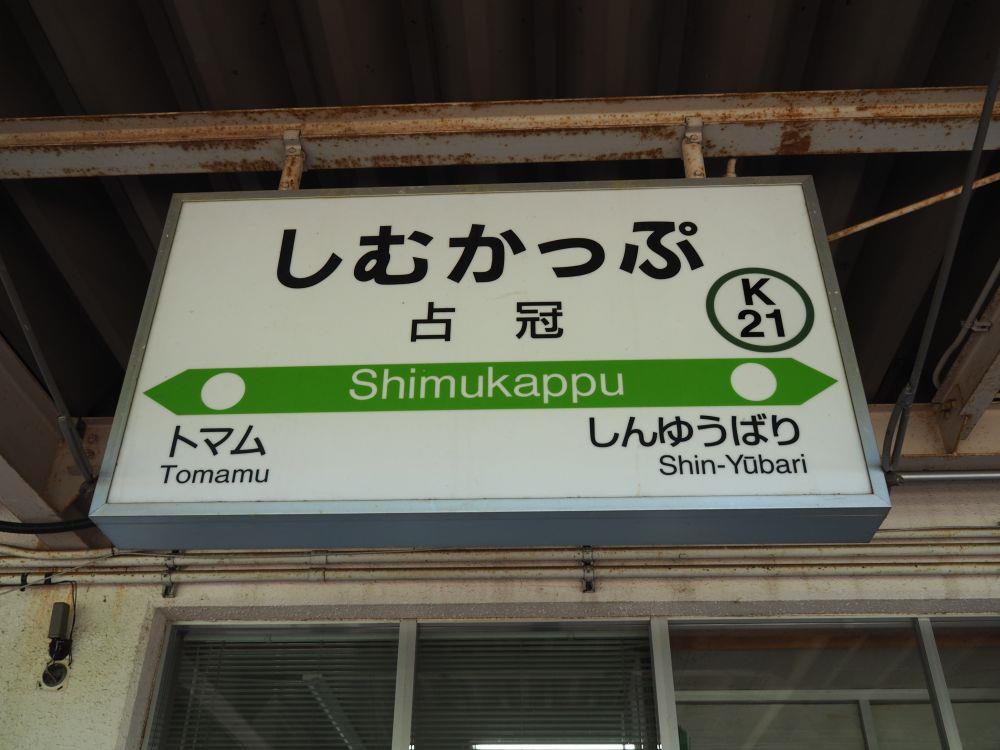 しむかっぷ
占冠
K
21
Shimukappu
トマム
Tomamu
しんゆうばり
Shin-Yūbari